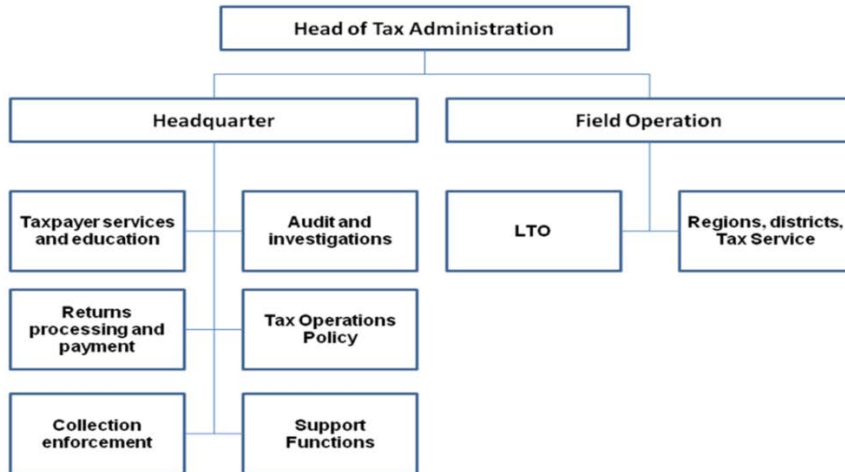 Head of Tax Administration
Headquarter
Field Operation
Taxpayer services
and education
Audit and
investigations
LTO
Regions, districts,
Tax Service
Returns
processing and
payment
Tax Operations
Policy
Collection
enforcement
Support
Functions